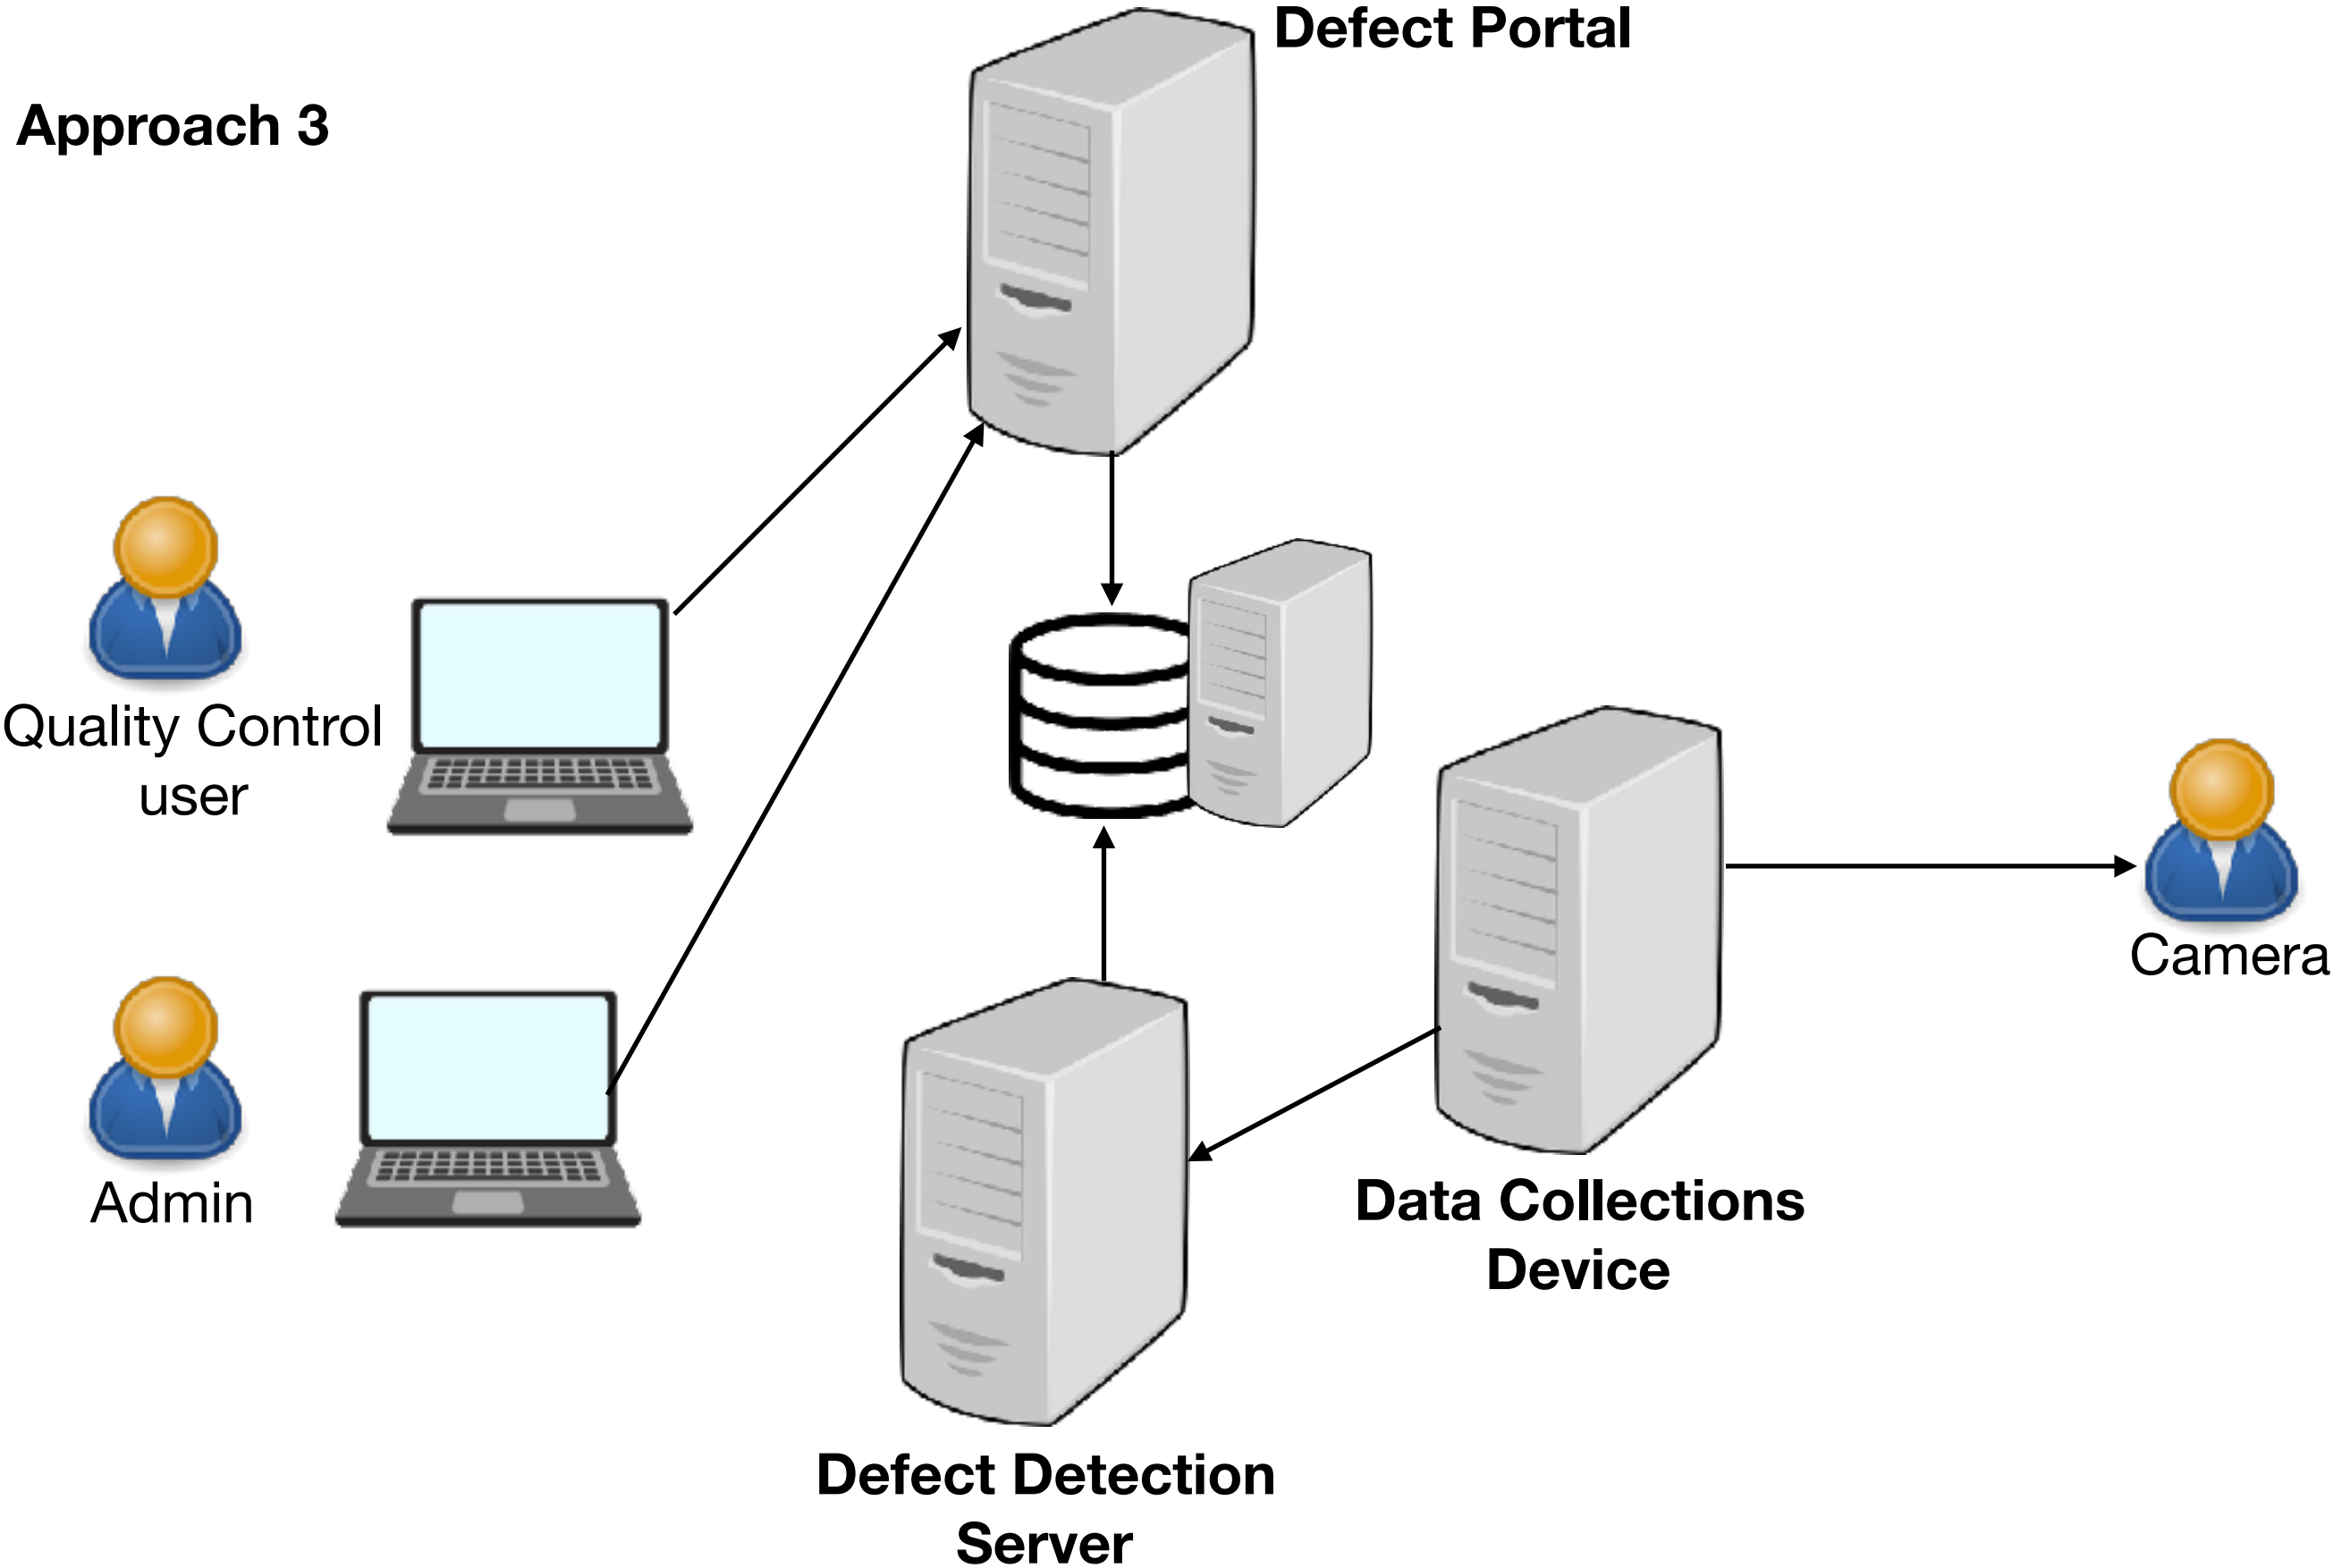 Defect Portal
Approach 3
Quality Control
user
Camera
Admin
Data Collections
Device
Defect Detection
Server